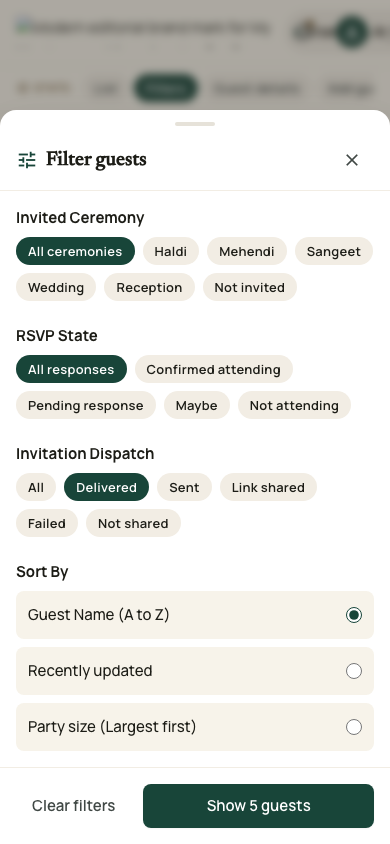 Filter guests
Invited Ceremony
All ceremonies Haldi Mehendi Sangeet
Wedding Reception Not invited
RSVP State
All responses Confirmed attending
Pending response Maybe Not attending
Invitation Dispatch
All Delivered Sent Link shared
Failed Not shared
Sort By
Guest Name (A to Z)
Recently updated
Party size (Largest first)
Clear filters Show 5 guests